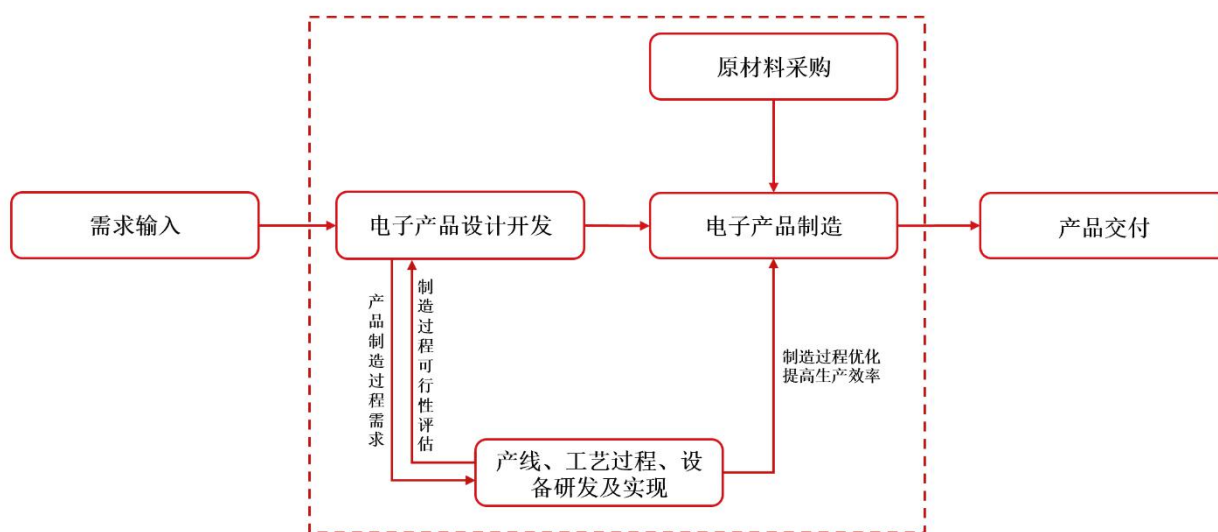 原材料采购
需求输入
电子产品设计开发
电子产品制造
产品交付
产品制造过程需求
制造过程可行性评估
制造过程优化
提高生产效率
产线、工艺过程、设
备研发及实现